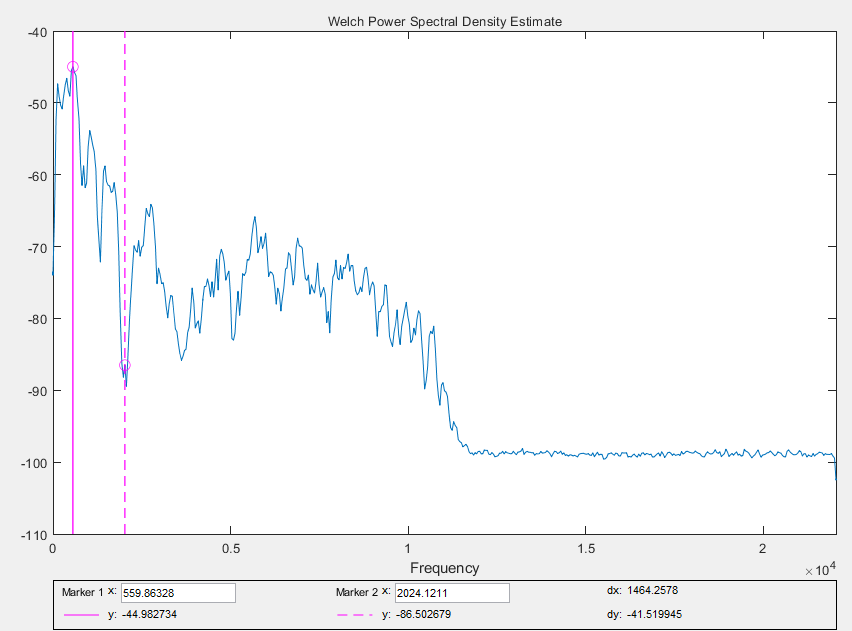 Welch Power Spectral Density Estimate
-40
-50
-60
-70
-80
-90
-100
-110
0 0.5 1 1.5 2
Frequency
× 10^4
Marker 1 x: 559.86328 Marker 2 x: 2024.1211 dx: 1464.2578
y: -44.982734 y: -86.502679 dy: -41.519945